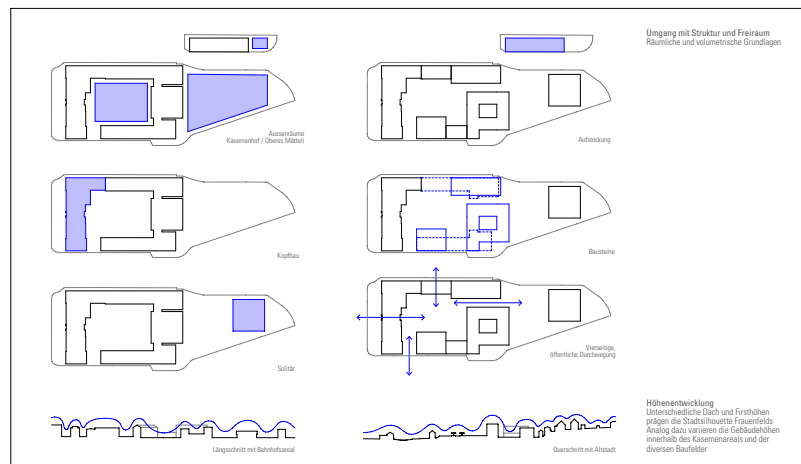 Umgang mit Struktur und Freiraum
Räumliche und volumetrische Grundlagen
Aussenräume
Kasernenhof / Oberes Mätteli
Aufstockung
Kopfbau
Bausteine
Solitär
Vierseitige,
öffentliche Durchwegung
Höhenentwicklung
Unterschiedliche Dach und Firsthöhen
prägen die Stadtsilhouette Frauenfelds
Analog dazu variieren die Gebäudehöhen
innerhalb des Kasernenareals und der
diversen Baufelder
Längsschnitt mit Bahnhofsareal
Querschnitt mit Altstadt